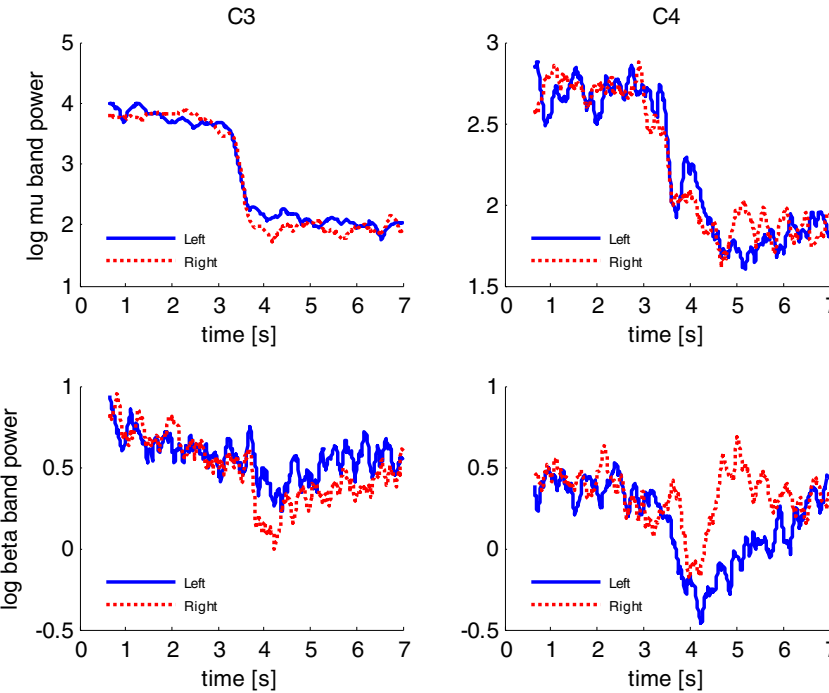 C3
C4
log mu band power
5
4
3
2
1
Left
Right
0 1 2 3 4 5 6 7
time [s]
3
2.5
2
1.5
Left
Right
0 1 2 3 4 5 6 7
time [s]
log beta band power
1
0.5
0
-0.5
Left
Right
0 1 2 3 4 5 6 7
time [s]
1
0.5
0
-0.5
Left
Right
0 1 2 3 4 5 6 7
time [s]